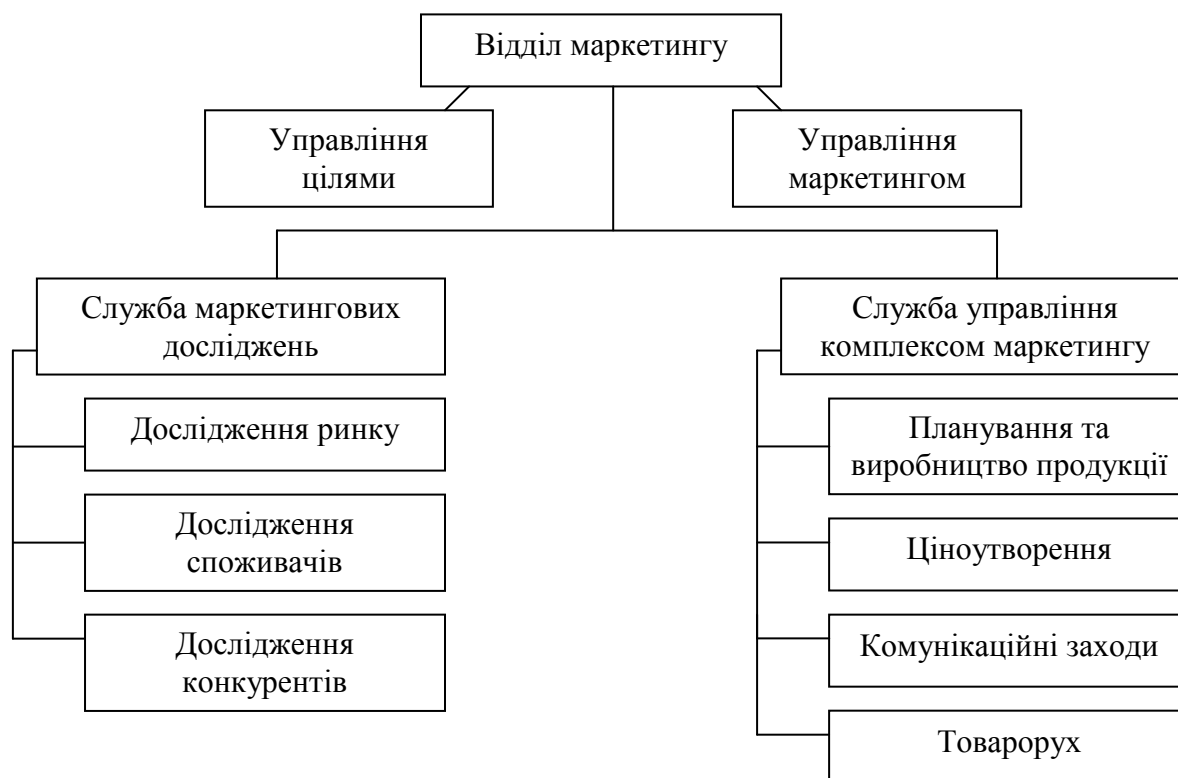 Відділ маркетингу
Управління
цілями
Управління
маркетингом
Служба маркетингових
досліджень
Дослідження ринку
Дослідження
споживачів
Дослідження
конкурентів
Служба управління
комплексом маркетингу
Планування та
виробництво продукції
Ціноутворення
Комунікаційні заходи
Товарорух